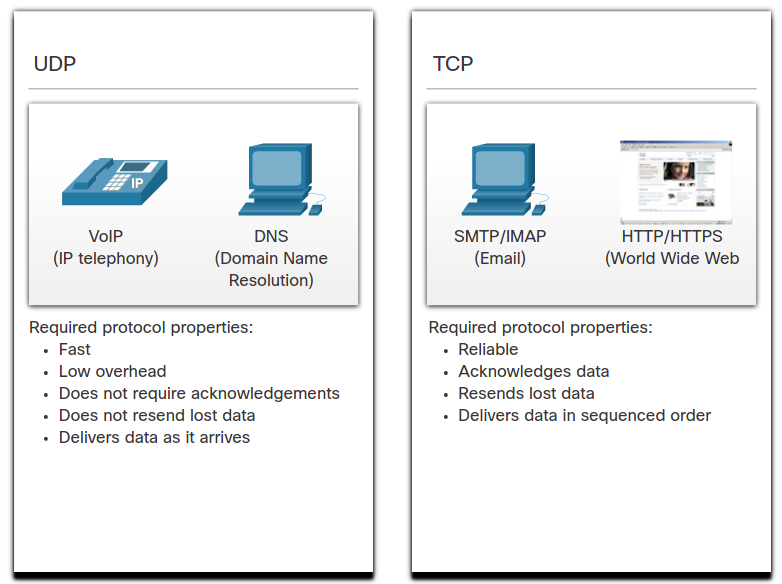 UDP
IP
VoIP
(IP telephony)
DNS
(Domain Name
Resolution)
Required protocol properties:
• Fast
• Low overhead
• Does not require acknowledgements
• Does not resend lost data
• Delivers data as it arrives
TCP
SMTP/IMAP
(Email)
HTTP/HTTPS
(World Wide Web
Required protocol properties:
• Reliable
• Acknowledges data
• Resends lost data
• Delivers data in sequenced order